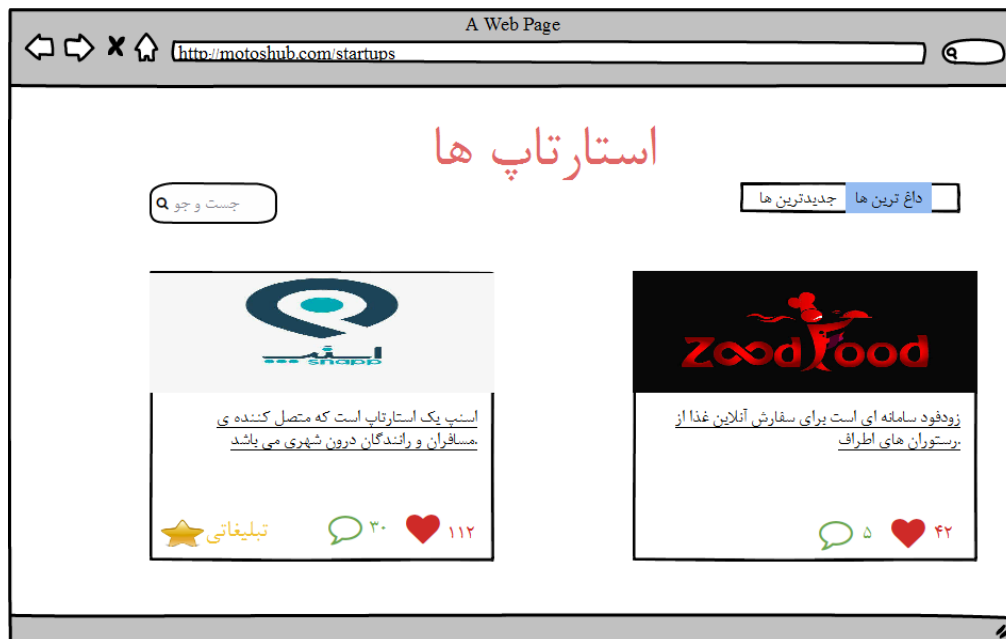 A Web Page
http://motoshub.com/startups
استارتاپ ها
داغ ترین ها
جدیدترین ها
جست و جو
ZoodFood
زودفود سامانه ای است برای سفارش آنلاین غذا از
رستوران های اطراف.
۴۲
۵
اسنپ
snapp
اسنپ یک استارتاپ است که متصل کننده ی
مسافران و رانندگان درون شهری می باشد.
۱۱۲
۳۰
تبلیغاتی